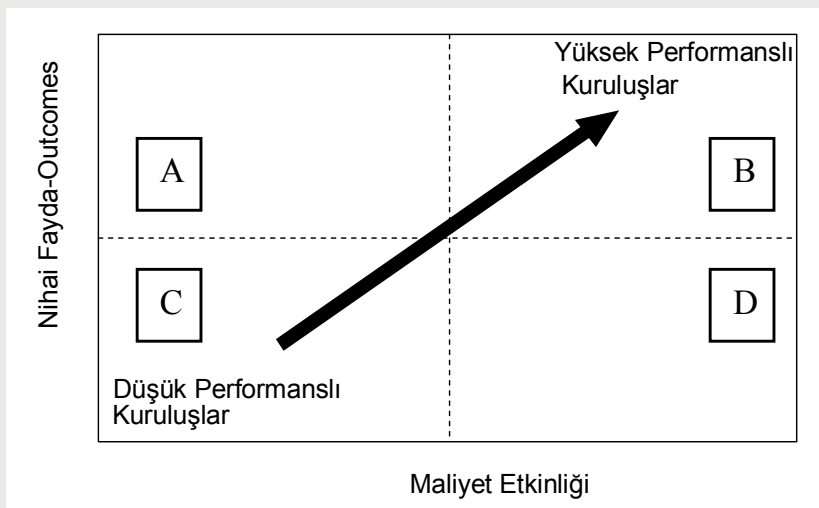 Yüksek Performanslı
Kuruluşlar
Nihai Fayda-Outcomes
A
B
C
D
Düşük Performanslı
Kuruluşlar
Maliyet Etkinliği